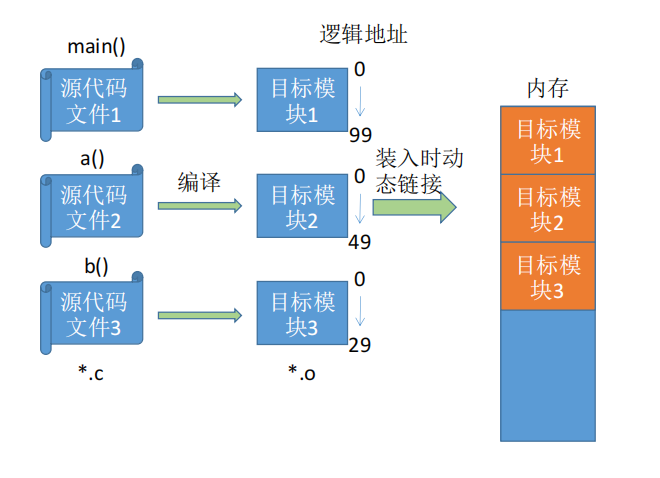 main()
逻辑地址
源代码
文件1
目标模
块1
0
99
内存
目标模
块1
a()
源代码
文件2
编译
目标模
块2
0
49
装入时动
态链接
目标模
块2
b()
源代码
文件3
目标模
块3
0
29
目标模
块3
*.c
*.o